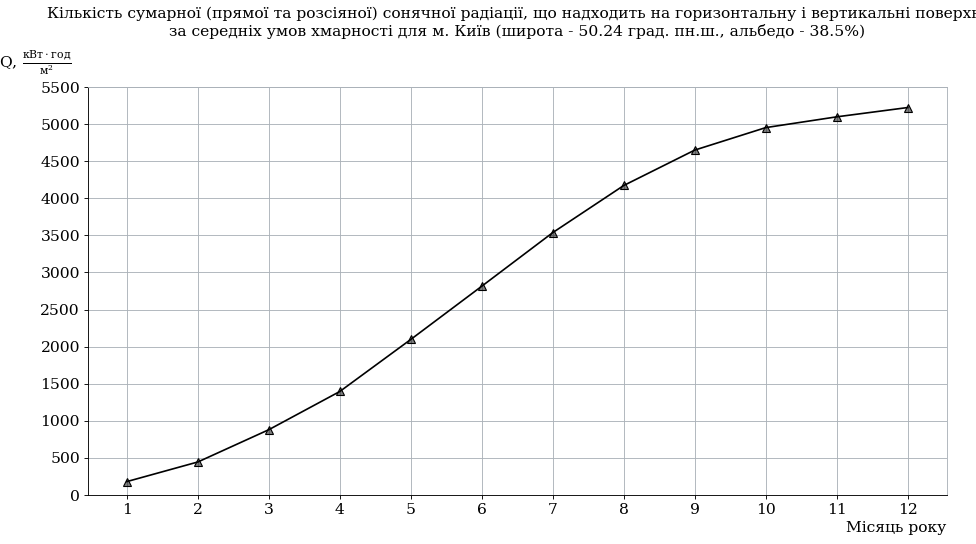 Кількість сумарної (прямої та розсіяної) сонячної радіації, що надходить на горизонтальну і вертикальні
за середніх умов хмарності для м. Київ (широта - 50.24 град. пн.ш., альбедо - 38.5%)
Q, кВт · год / м²
5500
5000
4500
4000
3500
3000
2500
2000
1500
1000
500
0
1 2 3 4 5 6 7 8 9 10 11 12
Місяць року